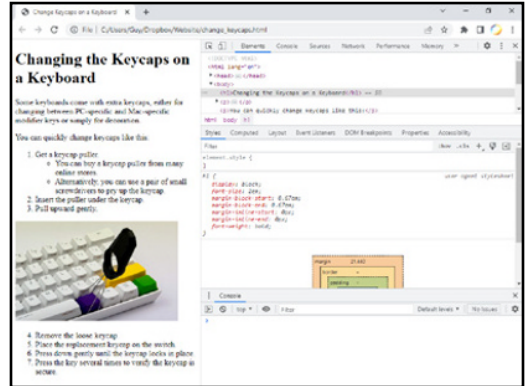 Change Keycaps on a Keyboard
File | C:/Users/Guy/Dropbox/Website/change_keycaps.html
Changing the Keycaps on
a Keyboard
Some keyboards come with extra keycaps, either for
changing between PC-specific and Mac-specific
modifier keys or simply for decoration.
You can quickly change keycaps like this:
1. Get a keycap puller.
You can buy a keycap puller from many
online stores.
Alternatively, you can use a pair of small
screwdrivers to pry up the keycap.
2. Insert the puller under the keycap.
3. Pull upward gently.
4. Remove the loose keycap.
5. Place the replacement keycap on the switch.
6. Press down gently until the keycap locks in place.
7. Press the key several times to verify the keycap is
secure.
Elements Console Sources Network Performance Memory
<html lang="en">
<head>…</head>
<body>
<h1>Changing the Keycaps on a Keyboard</h1> == $0
<p>You can quickly change keycaps like this:</p>
html body h1
Styles Computed Layout Event Listeners DOM Breakpoints Properties Accessibility
Filter :hov .cls
element.style {
}
h1 { user agent stylesheet
display: block;
font-size: 2em;
margin-block-start: 0.67em;
margin-block-end: 0.67em;
margin-inline-start: 0px;
margin-inline-end: 0px;
font-weight: bold;
}
margin 21.440
border
padding
Console
top Filter Default levels No Issues